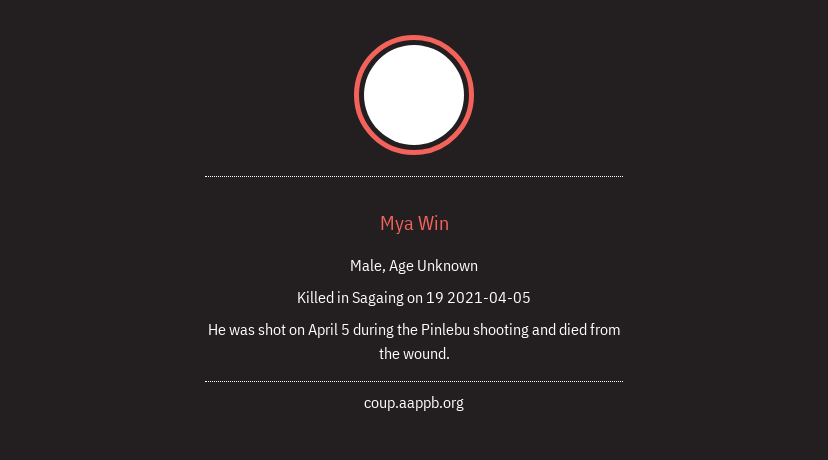 Mya Win
Male, Age Unknown
Killed in Sagaing on 19 2021-04-05
He was shot on April 5 during the Pinlebu shooting and died from
the wound.
coup.aappb.org